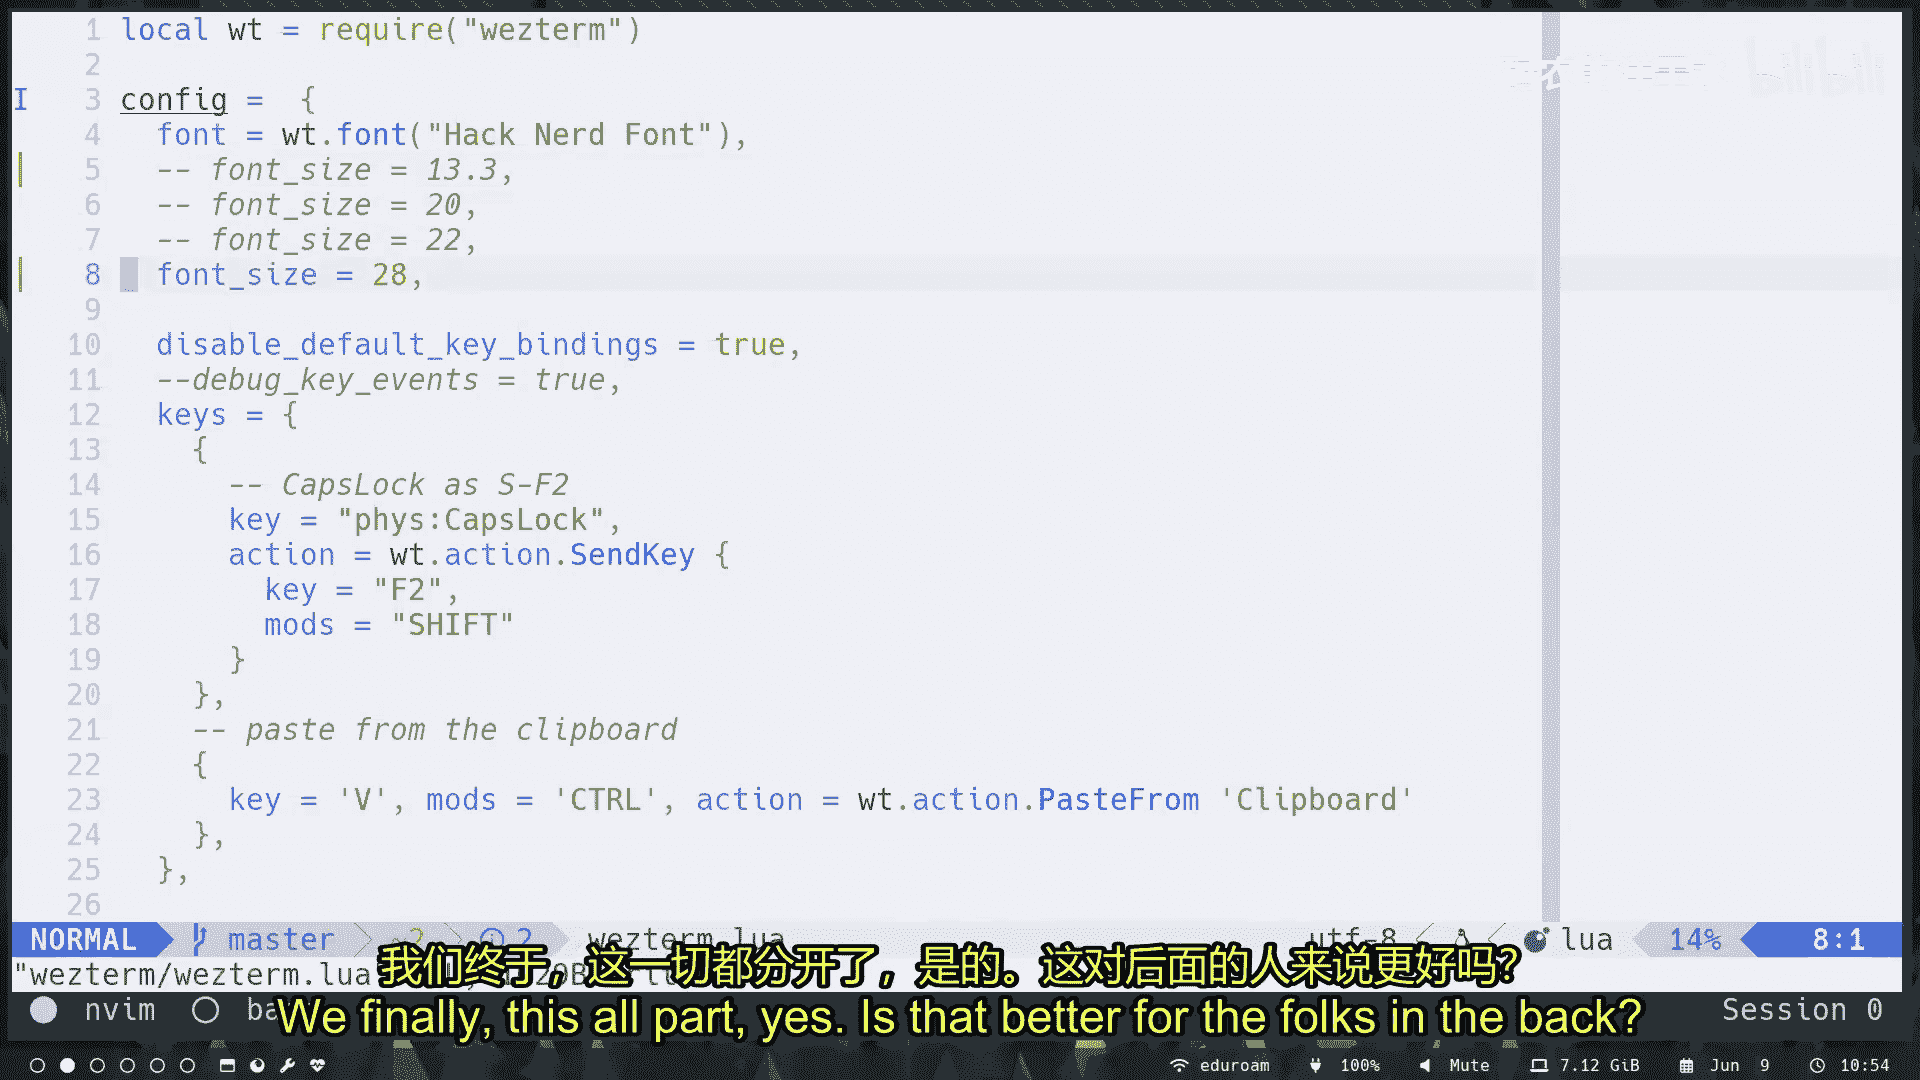 1 local wt = require("wezterm")
2
3 config =  {
4 font = wt.font("Hack Nerd Font"),
5 -- font_size = 13.3,
6 -- font_size = 20,
7 -- font_size = 22,
8 font_size = 28,
9
10 disable_default_key_bindings = true,
11 --debug_key_events = true,
12 keys = {
13 {
14 -- CapsLock as S-F2
15 key = "phys:CapsLock",
16 action = wt.action.SendKey {
17 key = "F2",
18 mods = "SHIFT"
19 }
20 },
21 -- paste from the clipboard
22 {
23 key = 'V', mods = 'CTRL', action = wt.action.PasteFrom 'Clipboard'
24 },
25 },
26
bilibili
NORMAL master 2 2 wezterm.lua utf-8 lua 14% 8:1
"wezterm/wezterm.lua
我们终于，这一切都分开了，是的。这对后面的人来说更好吗？
nvim Session 0
We finally, this all part, yes. Is that better for the folks in the back?
eduroam 100% Mute 7.12 GiB Jun 9 10:54